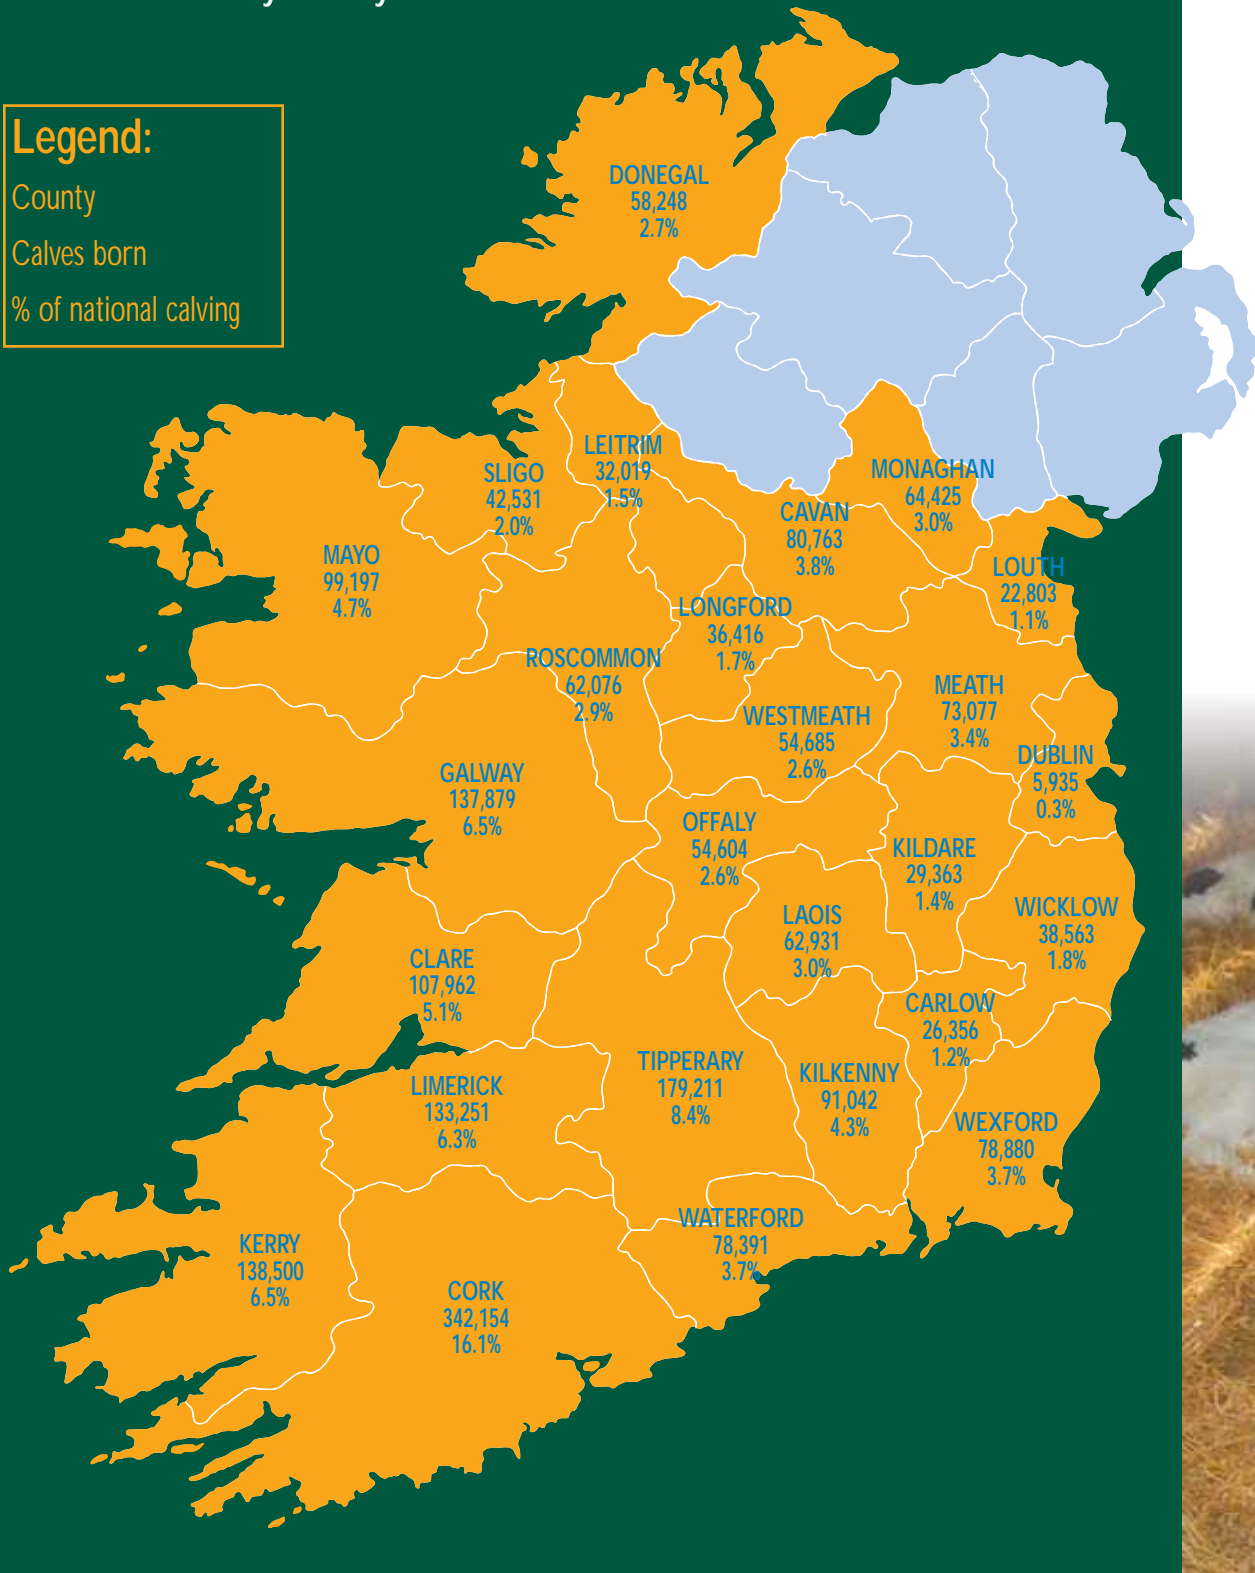 Legend:
County
Calves born
% of national calving
DONEGAL
58,248
2.7%
LEITRIM
32,019
1.5%
SLIGO
42,531
2.0%
MONAGHAN
64,425
3.0%
CAVAN
80,763
3.8%
MAYO
99,197
4.7%
LOUTH
22,803
1.1%
LONGFORD
36,416
1.7%
ROSCOMMON
62,076
2.9%
MEATH
73,077
3.4%
WESTMEATH
54,685
2.6%
DUBLIN
5,935
0.3%
GALWAY
137,879
6.5%
OFFALY
54,604
2.6%
KILDARE
29,363
1.4%
LAOIS
62,931
3.0%
WICKLOW
38,563
1.8%
CLARE
107,962
5.1%
CARLOW
26,356
1.2%
TIPPERARY
179,211
8.4%
KILKENNY
91,042
4.3%
LIMERICK
133,251
6.3%
WEXFORD
78,880
3.7%
WATERFORD
78,391
3.7%
KERRY
138,500
6.5%
CORK
342,154
16.1%